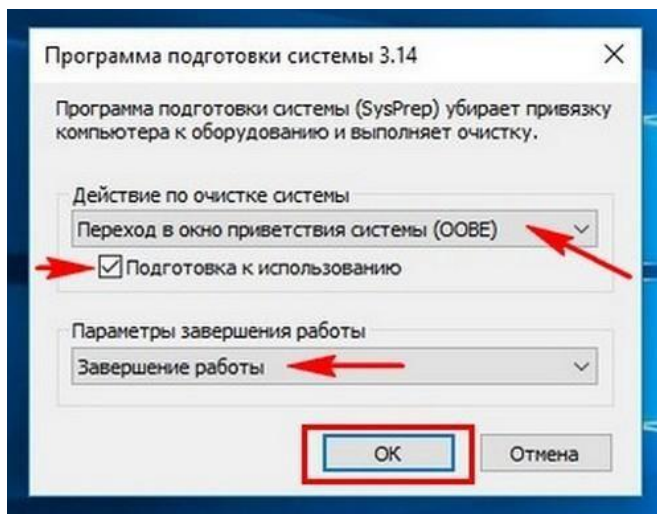 Программа подготовки системы 3.14
Программа подготовки системы (SysPrep) убирает привязку
компьютера к оборудованию и выполняет очистку.
Действие по очистке системы
Переход в окно приветствия системы (OOBE)
Подготовка к использованию
Параметры завершения работы
Завершение работы
ОК
Отмена